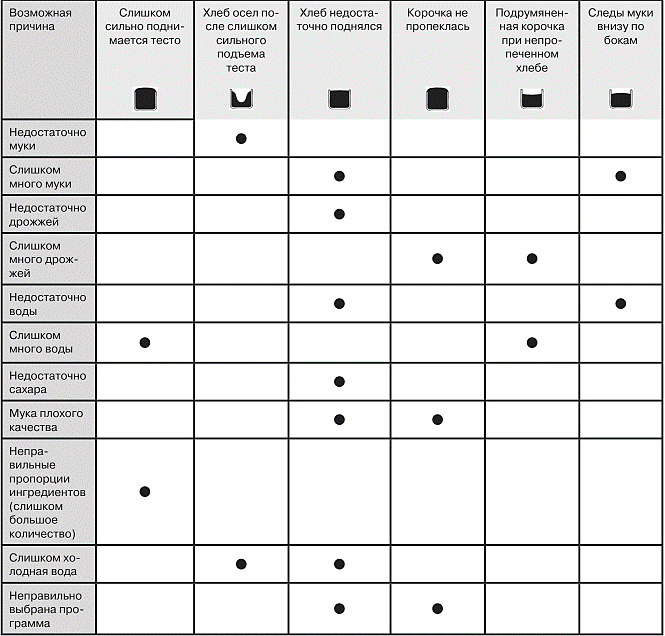 Возможная
причина
Слишком
сильно подни-
мается тесто
Хлеб осел по-
сле слишком
сильного
подъема
теста
Хлеб недоста-
точно поднялся
Корочка не
пропеклась
Подрумянен-
ная корочка
при непро-
печенном
хлебе
Следы муки
внизу по
бокам
Недостаточно
муки
Слишком
много муки
Недостаточно
дрожжей
Слишком
много дрож-
жей
Недостаточно
воды
Слишком
много воды
Недостаточно
сахара
Мука плохого
качества
Непра-
вильные
пропорции
ингредиентов
(слишком
большое
количество)
Слишком хо-
лодная вода
Неправильно
выбрана про-
грамма